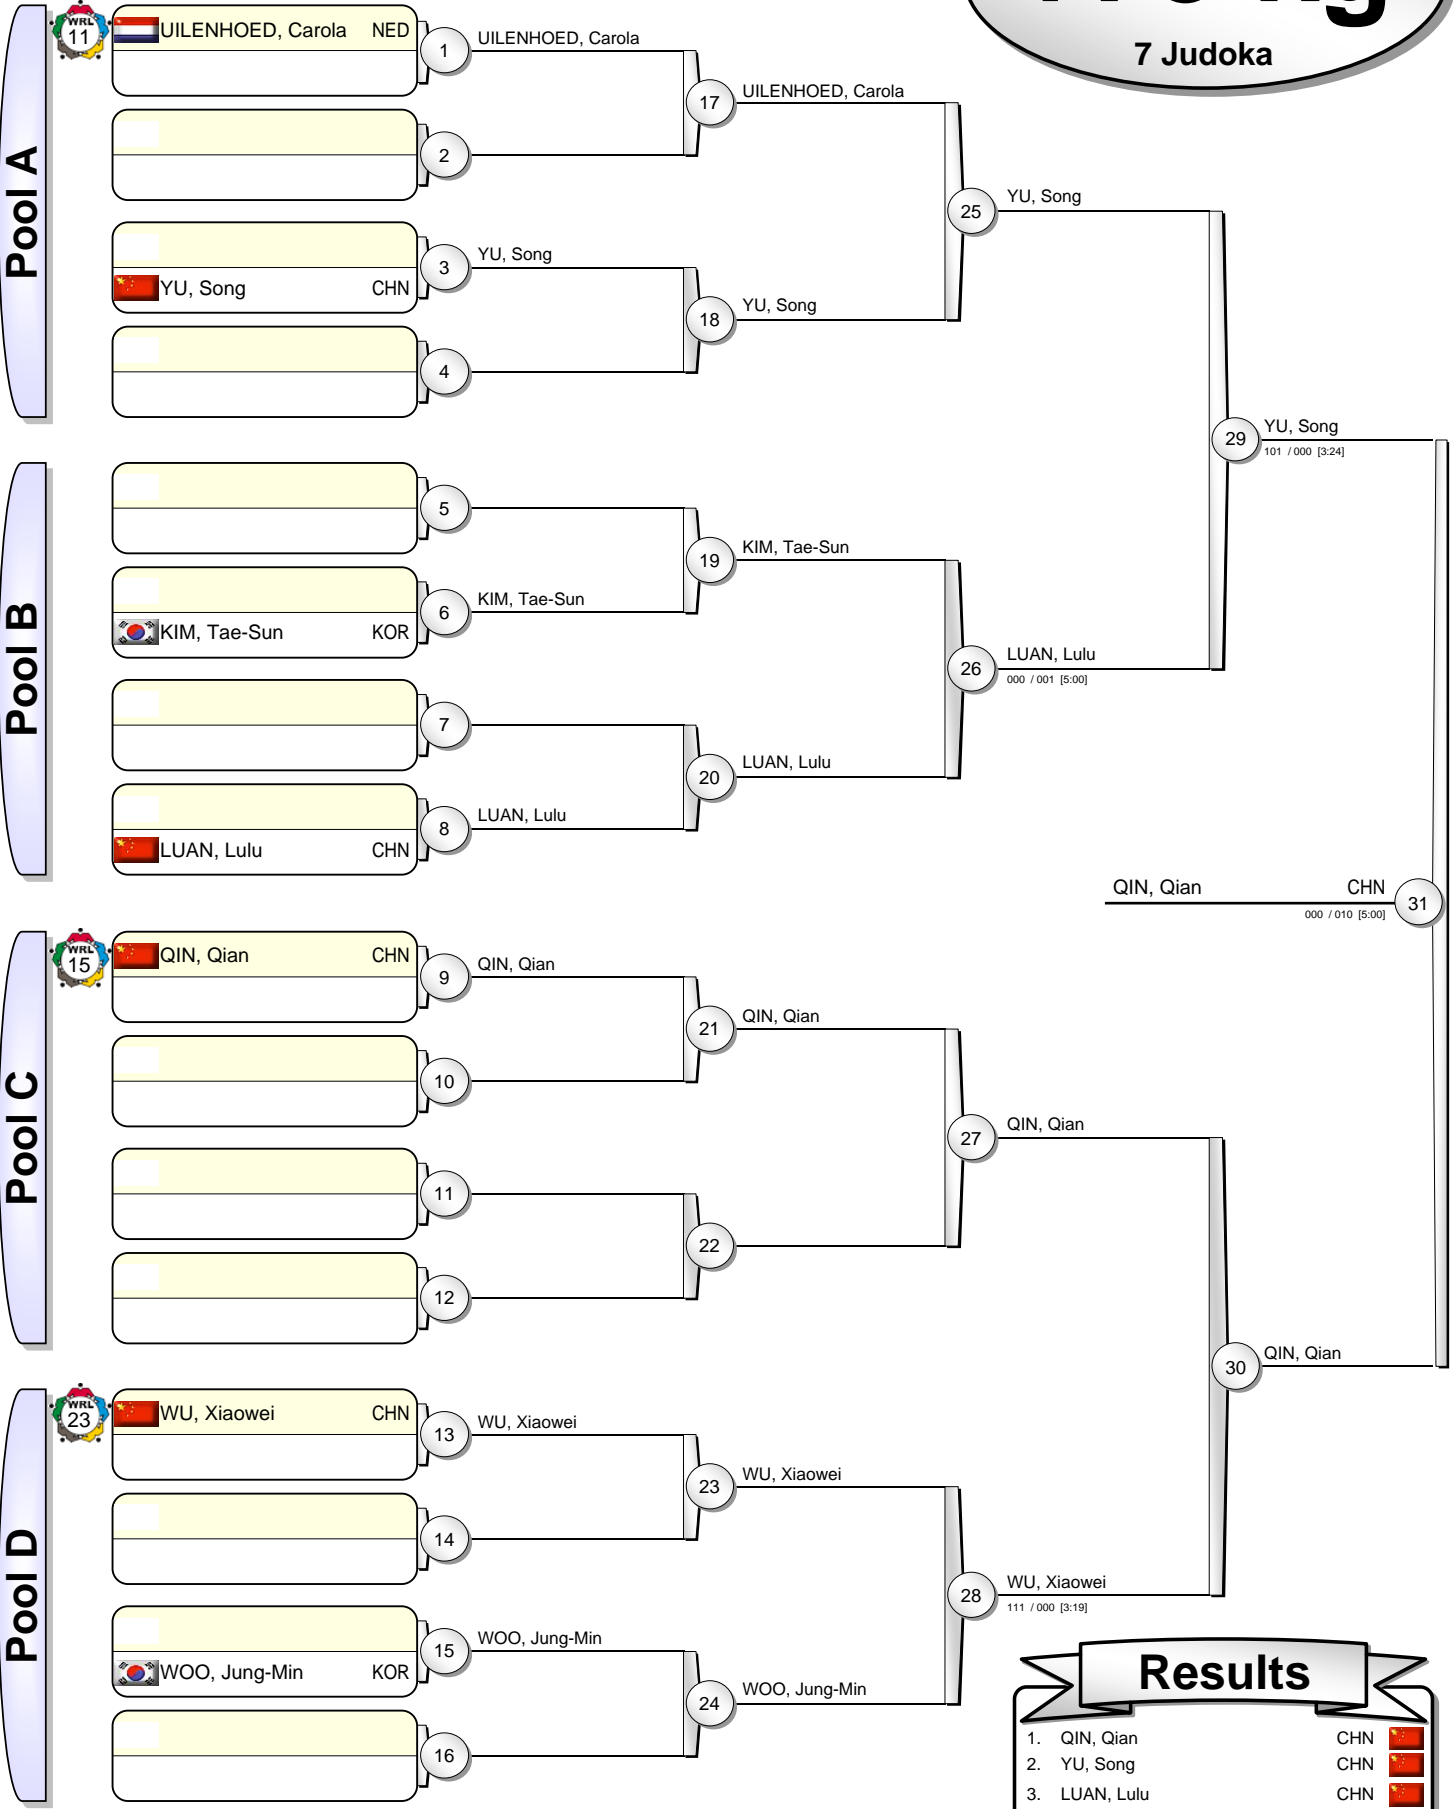 7 Judoka
Pool A
WRL
11
UILENHOED, Carola NED
1
UILENHOED, Carola
2
17
UILENHOED, Carola
YU, Song CHN
3
YU, Song
4
18
YU, Song
25
YU, Song
Pool B
5
KIM, Tae-Sun KOR
6
KIM, Tae-Sun
19
KIM, Tae-Sun
7
LUAN, Lulu CHN
8
LUAN, Lulu
20
LUAN, Lulu
26
LUAN, Lulu
000 / 001 [5:00]
29
YU, Song
101 / 000 [3:24]
QIN, Qian CHN
31
000 / 010 [5:00]
Pool C
WRL
15
QIN, Qian CHN
9
QIN, Qian
10
21
QIN, Qian
11
12
22
27
QIN, Qian
Pool D
WRL
23
WU, Xiaowei CHN
13
WU, Xiaowei
14
23
WU, Xiaowei
WOO, Jung-Min KOR
15
WOO, Jung-Min
16
24
WOO, Jung-Min
28
WU, Xiaowei
111 / 000 [3:19]
30
QIN, Qian
Results
1. QIN, Qian CHN
2. YU, Song CHN
3. LUAN, Lulu CHN